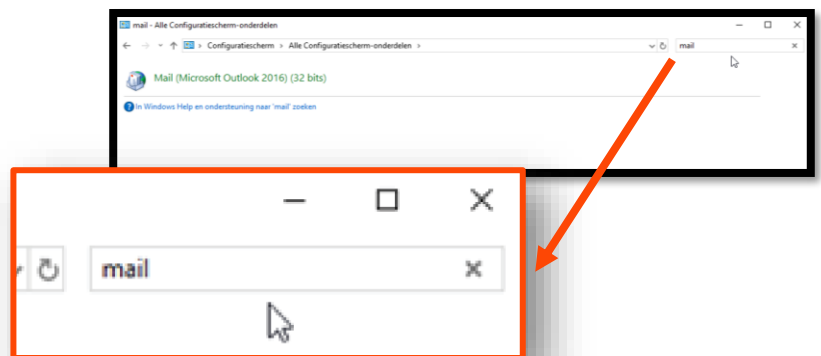 mail - Alle Configuratiescherm-onderdelen
Configuratiescherm > Alle Configuratiescherm-onderdelen >
mail
Mail (Microsoft Outlook 2016) (32 bits)
In Windows Help en ondersteuning naar 'mail' zoeken
mail